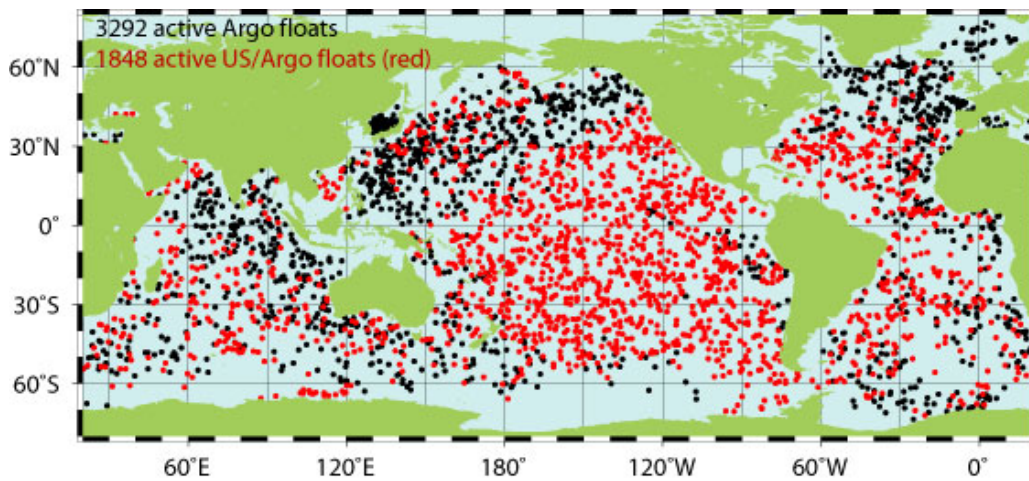 3292 active Argo floats
1848 active US/Argo floats (red)
60°N
30°N
0°
30°S
60°S
60°E 120°E 180° 120°W 60°W 0°